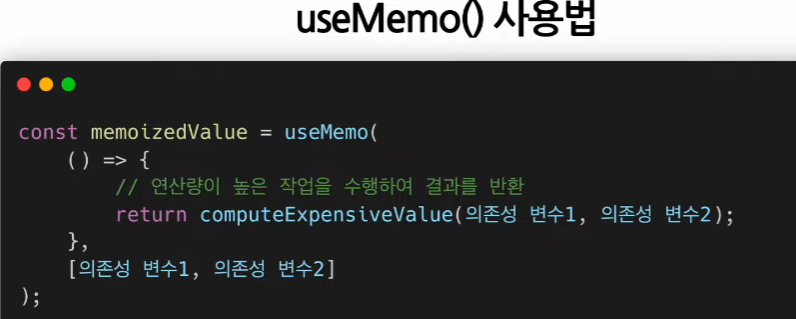 useMemo() 사용법
const memoizedValue = useMemo(
() => {
// 연산량이 높은 작업을 수행하여 결과를 반환
return computeExpensiveValue(의존성 변수1, 의존성 변수2);
},
[의존성 변수1, 의존성 변수2]
);